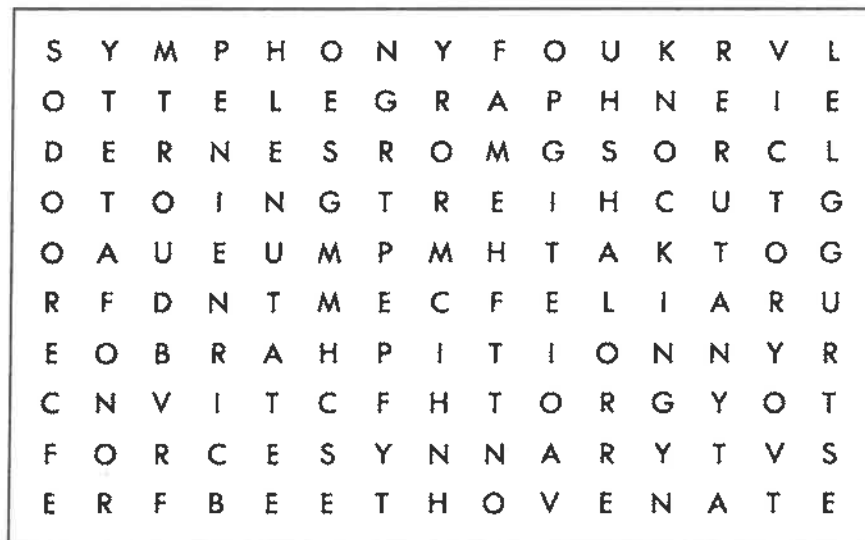 S Y M P H O N Y F O U K R V L
O T T E L E G R A P H N E I E
D E R N E S R O M G S O R C L
O T O I N G T R E I H C U T G
O A U E U M P M H T A K T O G
R F D N T M E C F E L I A R U
E O B R A H P I T I O N N Y R
C N V I T C F H T O R G Y O T
F O R C E S Y N N A R Y T V S
E R F B E E T H O V E N A T E